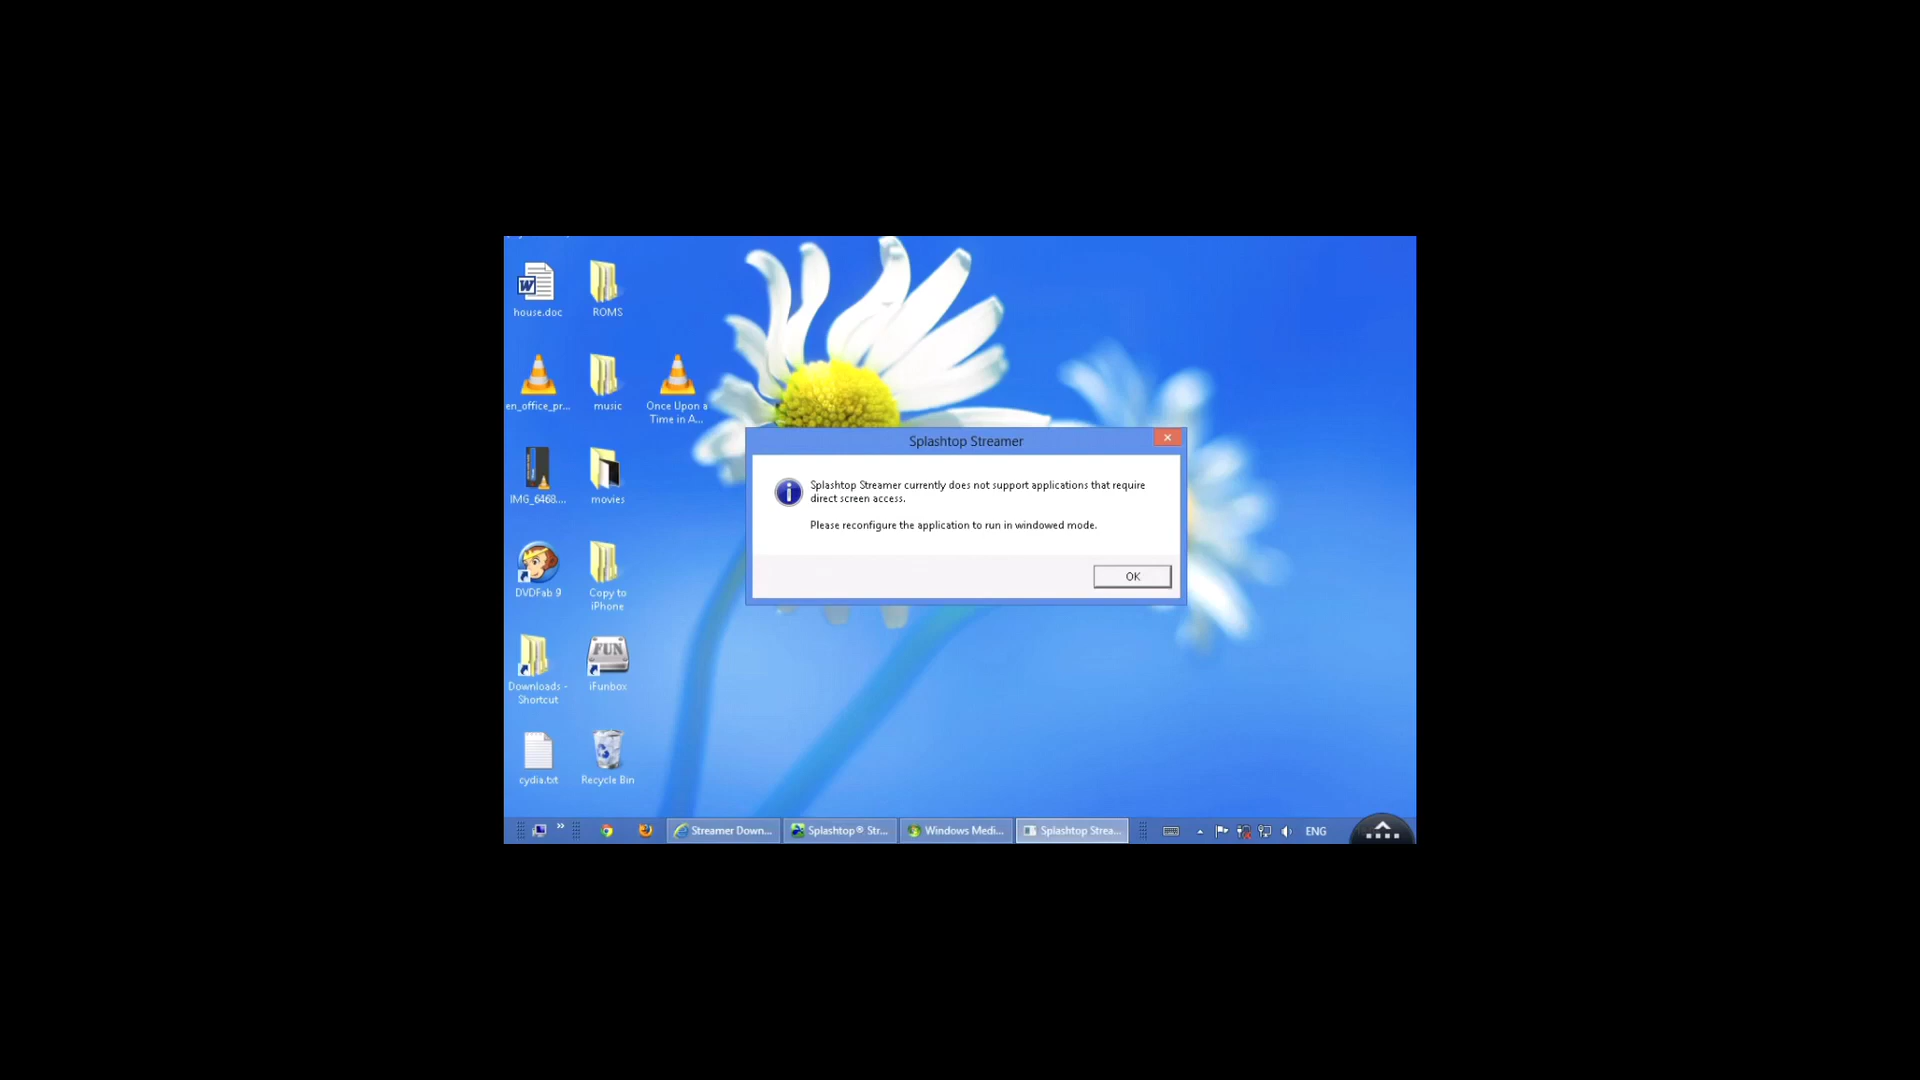 house.doc
ROMS
en_office_pr...
music
Once Upon a
Time in A...
Splashtop Streamer
Splashtop Streamer currently does not support applications that require
direct screen access.
Please reconfigure the application to run in windowed mode.
OK
IMG_6468....
movies
DVDFab 9
Copy to
iPhone
FUN
Downloads -
Shortcut
iFunbox
cydia.txt
Recycle Bin
Streamer Down...
Splashtop® Str...
Windows Medi...
Splashtop Strea...
ENG